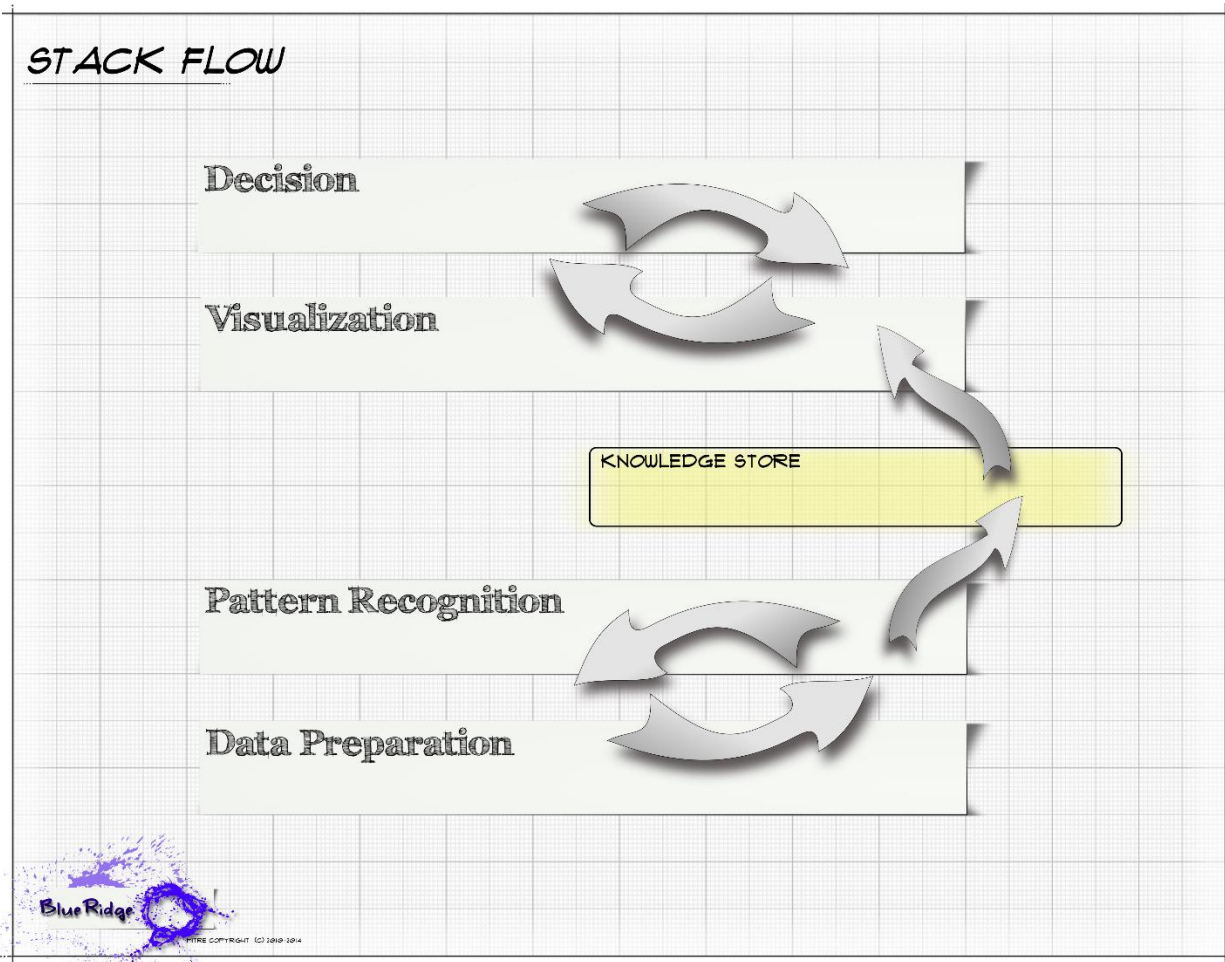 STACK FLOW
Decision
Visualization
KNOWLEDGE STORE
Pattern Recognition
Data Preparation
Blue Ridge
MITRE COPYRIGHT (C) 2010-2014